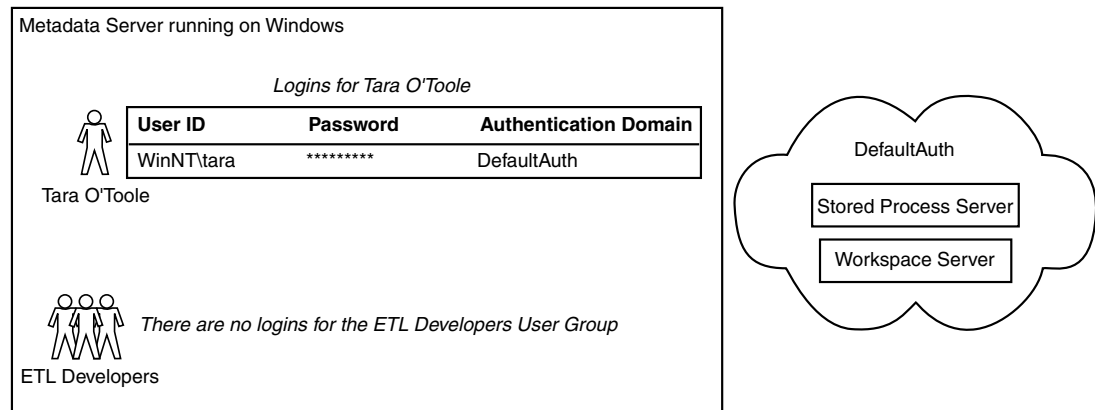 Metadata Server running on Windows
Logins for Tara O'Toole
User ID Password Authentication Domain
WinNT\tara ********* DefaultAuth
Tara O'Toole
There are no logins for the ETL Developers User Group
ETL Developers
DefaultAuth
Stored Process Server
Workspace Server